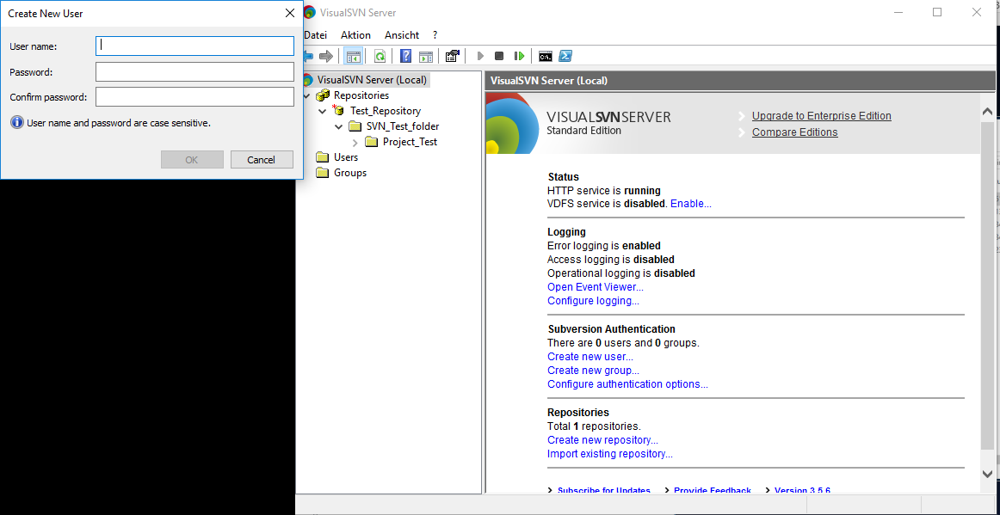 Create New User
User name:
Password:
Confirm password:
User name and password are case sensitive.
OK
Cancel
VisualSVN Server
Datei Aktion Ansicht ?
VisualSVN Server (Local)
Repositories
Test_Repository
SVN_Test_folder
Project_Test
Users
Groups
VisualSVN Server (Local)
VISUALSVNSERVER
Standard Edition
Upgrade to Enterprise Edition
Compare Editions
Status
HTTP service is running
VDFS service is disabled. Enable...
Logging
Error logging is enabled
Access logging is disabled
Operational logging is disabled
Open Event Viewer...
Configure logging...
Subversion Authentication
There are 0 users and 0 groups.
Create new user...
Create new group...
Configure authentication options...
Repositories
Total 1 repositories.
Create new repository...
Import existing repository...
Subscribe for Updates Provide Feedback Version 3.5.6